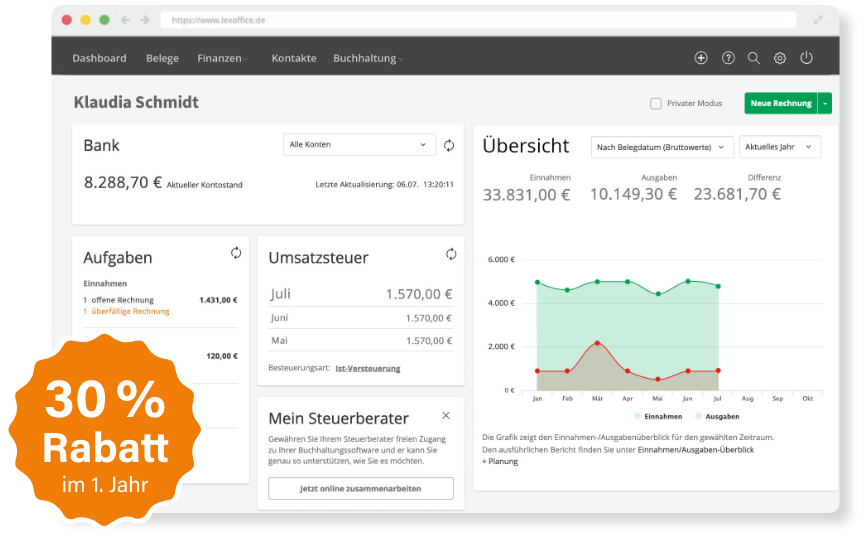 https://www.lexoffice.de
Dashboard Belege Finanzen Kontakte Buchhaltung
Klaudia Schmidt
Privater Modus
Neue Rechnung
Bank
Alle Konten
8.288,70 € Aktueller Kontostand
Letzte Aktualisierung: 06.07. 13:20:11
Übersicht
Nach Belegdatum (Bruttowerte)
Aktuelles Jahr
Einnahmen Ausgaben Differenz
33.831,00 € 10.149,30 € 23.681,70 €
6.000 €
4.000 €
2.000 €
0 €
Jan Feb Mär Apr Mai Jun Jul Aug Sep Okt
Einnahmen Ausgaben
Die Grafik zeigt den Einnahmen-/Ausgabenüberblick für den gewählten Zeitraum.
Den ausführlichen Bericht finden Sie unter Einnahmen/Ausgaben-Überblick
+ Planung
Aufgaben
Einnahmen
1 offene Rechnung 1.431,00 €
1 überfällige Rechnung
120,00 €
Umsatzsteuer
Juli 1.570,00 €
Juni 1.570,00 €
Mai 1.570,00 €
Besteuerungsart: Ist-Versteuerung
Mein Steuerberater
Gewähren Sie Ihrem Steuerberater freien Zugang
zu Ihrer Buchhaltungssoftware und er kann Sie
genau so unterstützen, wie Sie es möchten.
Jetzt online zusammenarbeiten
30 %
Rabatt
im 1. Jahr